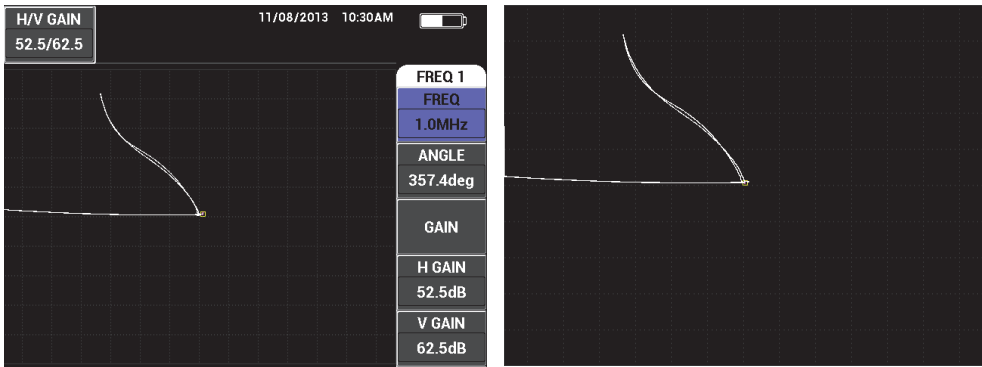 H/V GAIN
52.5/62.5
11/08/2013 10:30AM
FREQ 1
FREQ
1.0MHz
ANGLE
357.4deg
GAIN
H GAIN
52.5dB
V GAIN
62.5dB